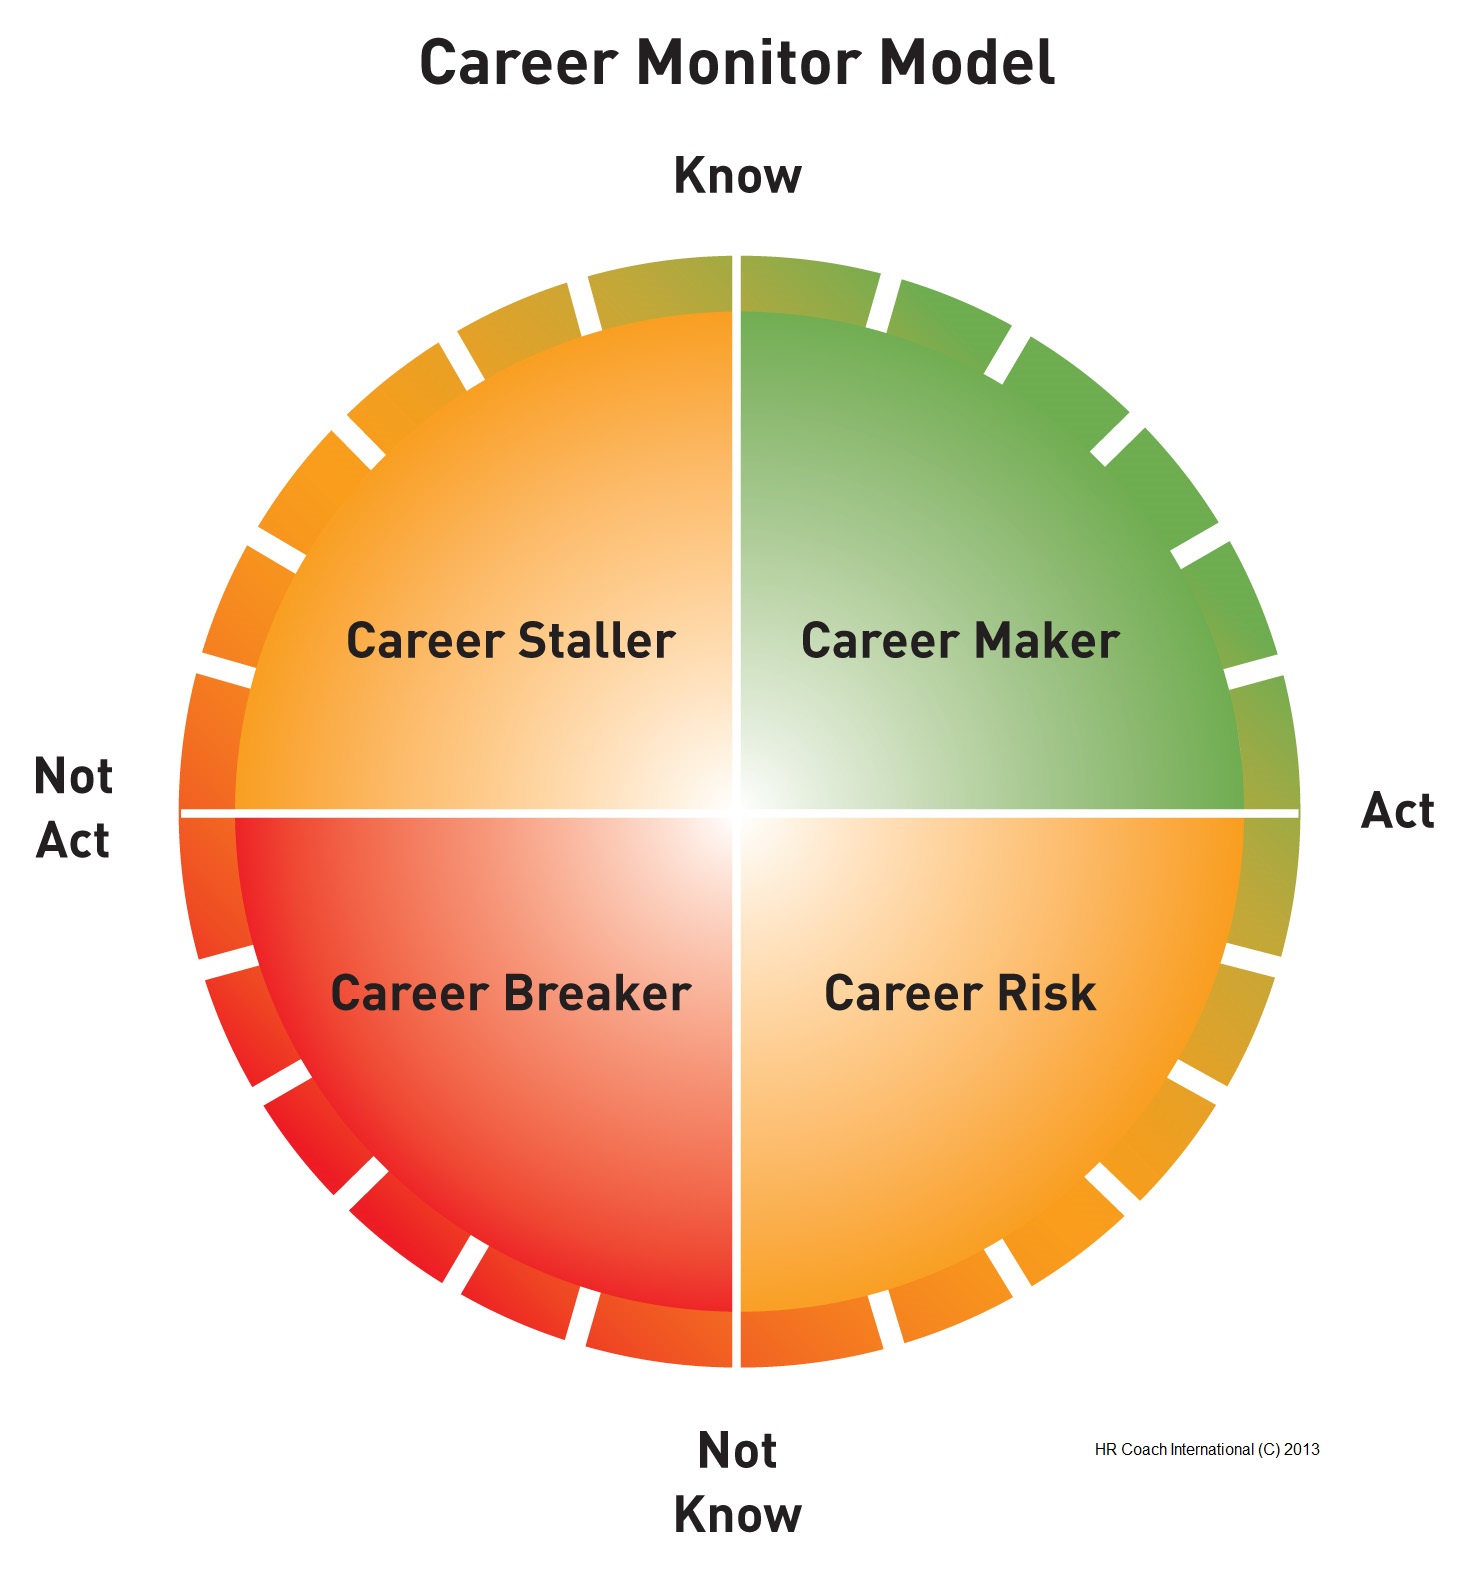 Career Monitor Model
Know
Career Staller
Career Maker
Not
Act
Act
Career Breaker
Career Risk
Not
Know
HR Coach International (C) 2013